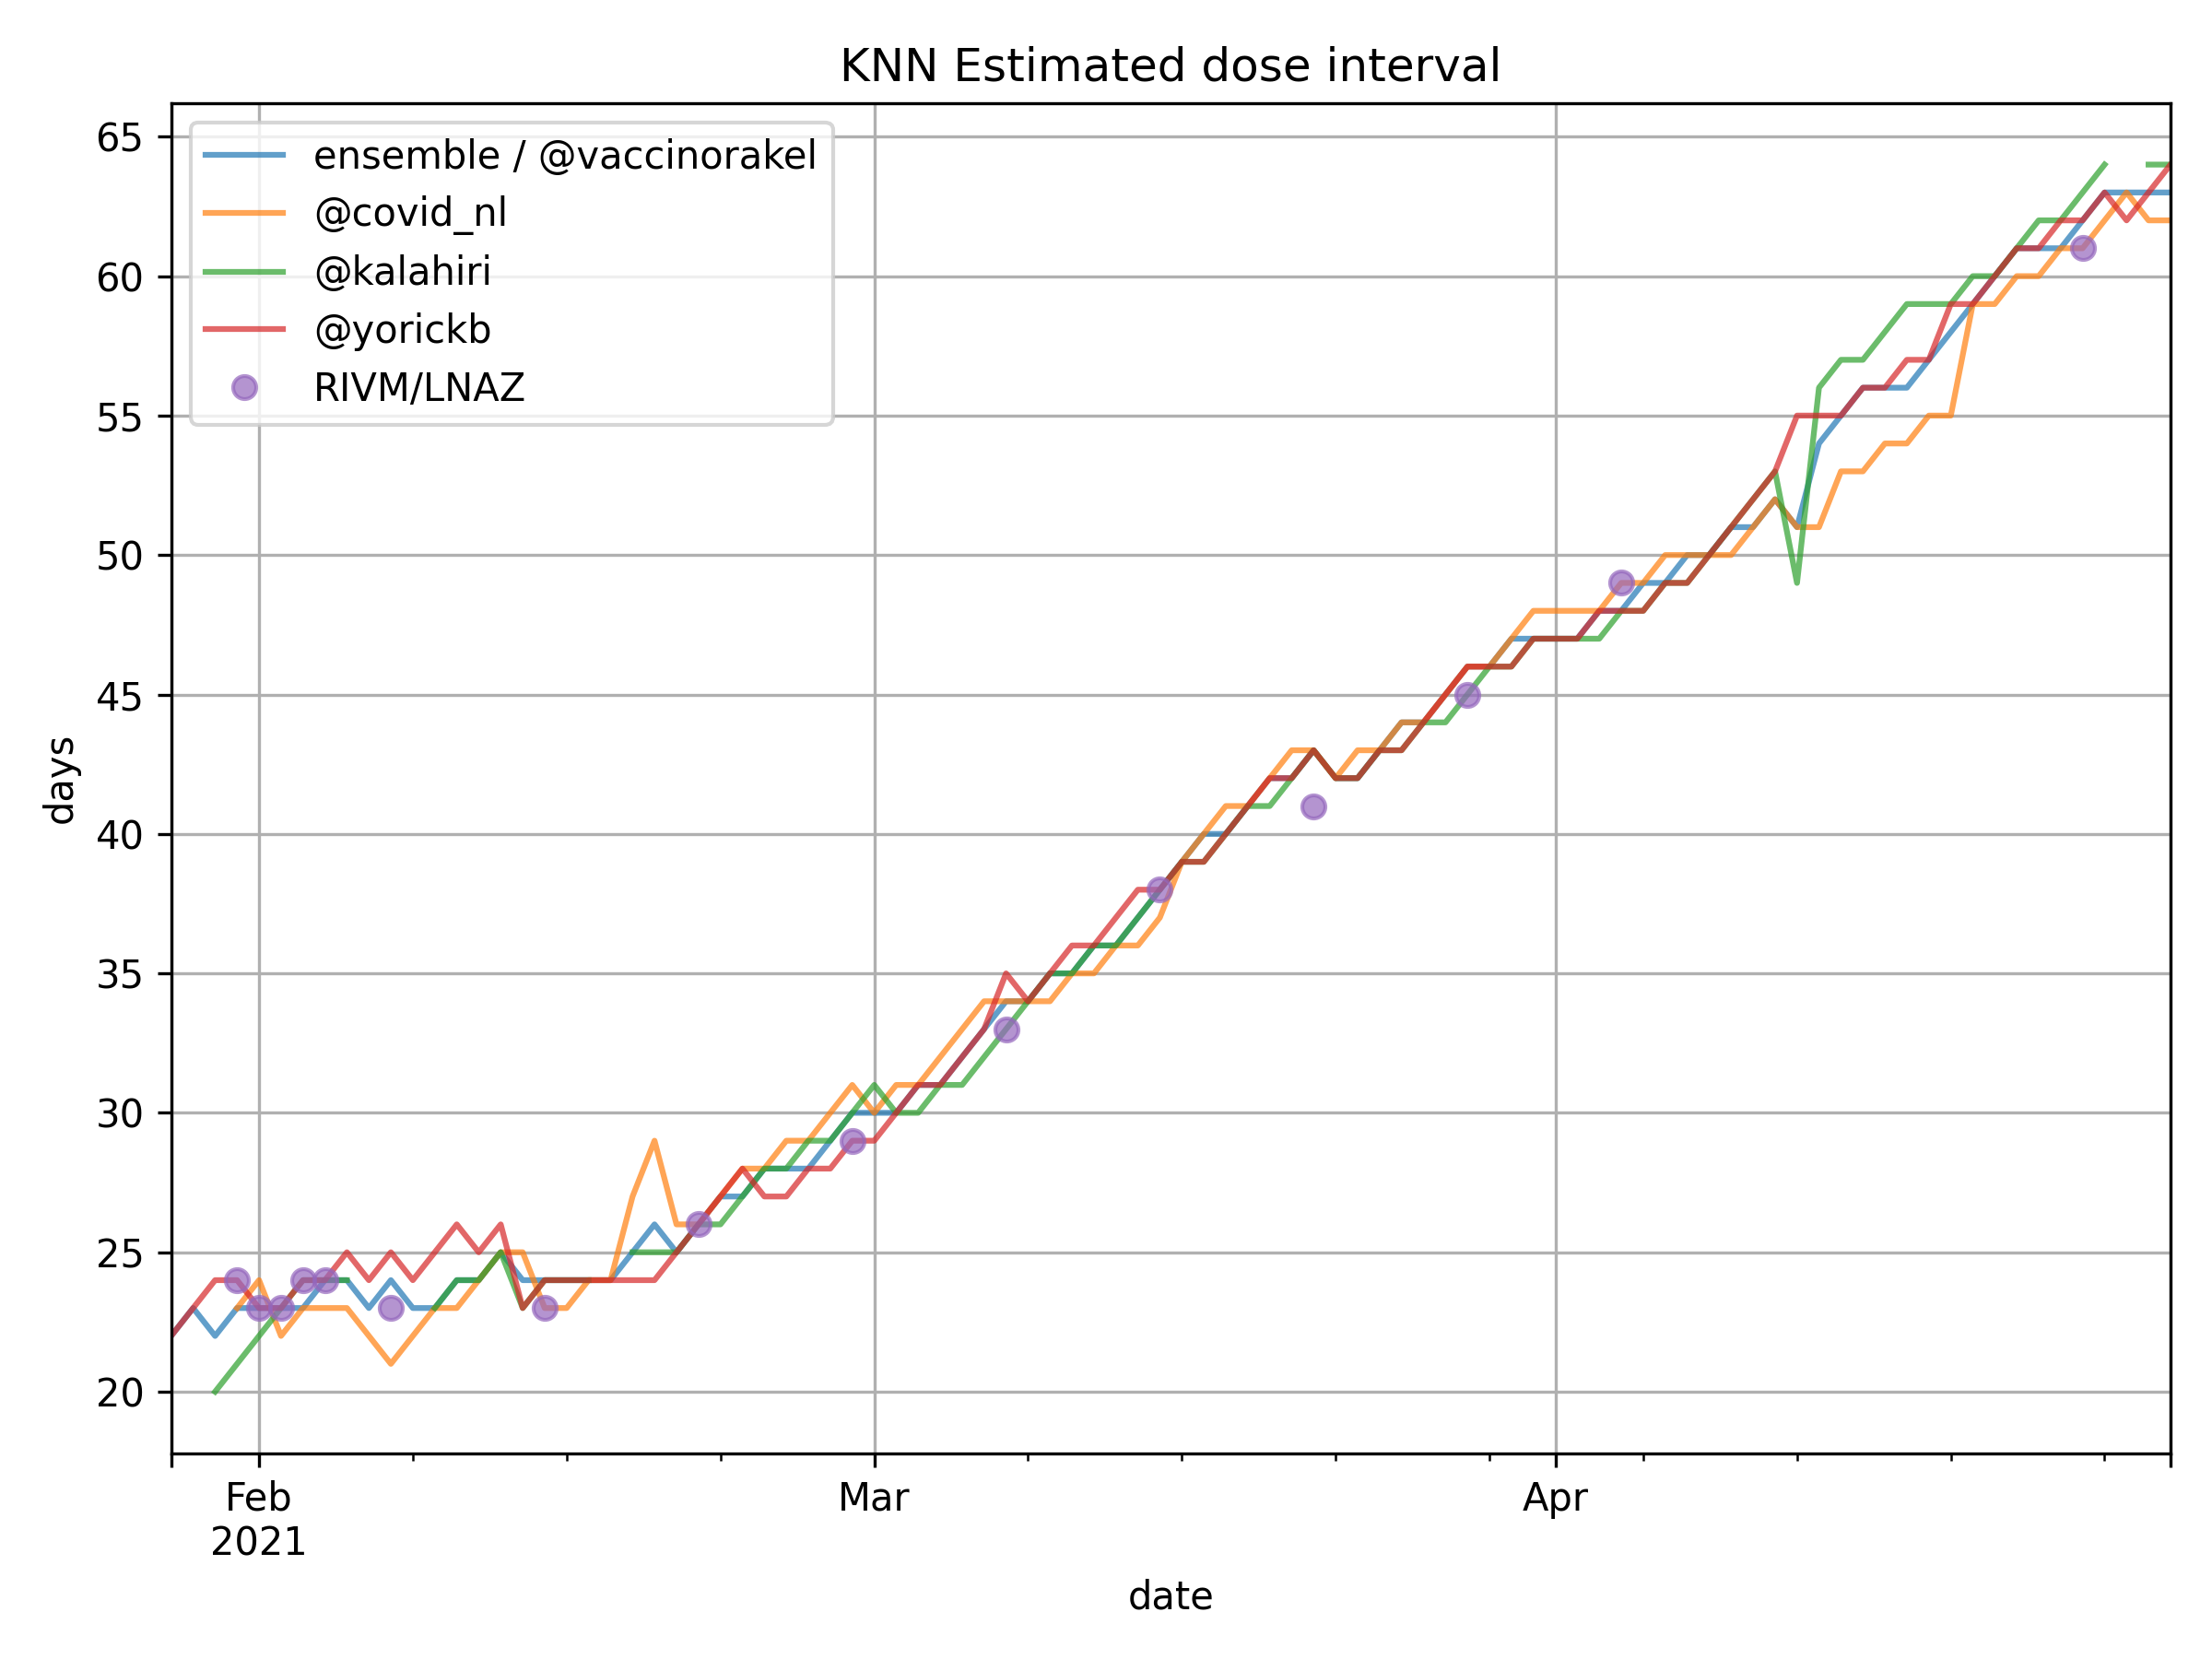 KNN Estimated dose interval
65
60
55
50
45
40
35
30
25
20
days
ensemble / @vaccinorakel
@covid_nl
@kalahiri
@yorickb
RIVM/LNAZ
Feb
2021
Mar
Apr
date